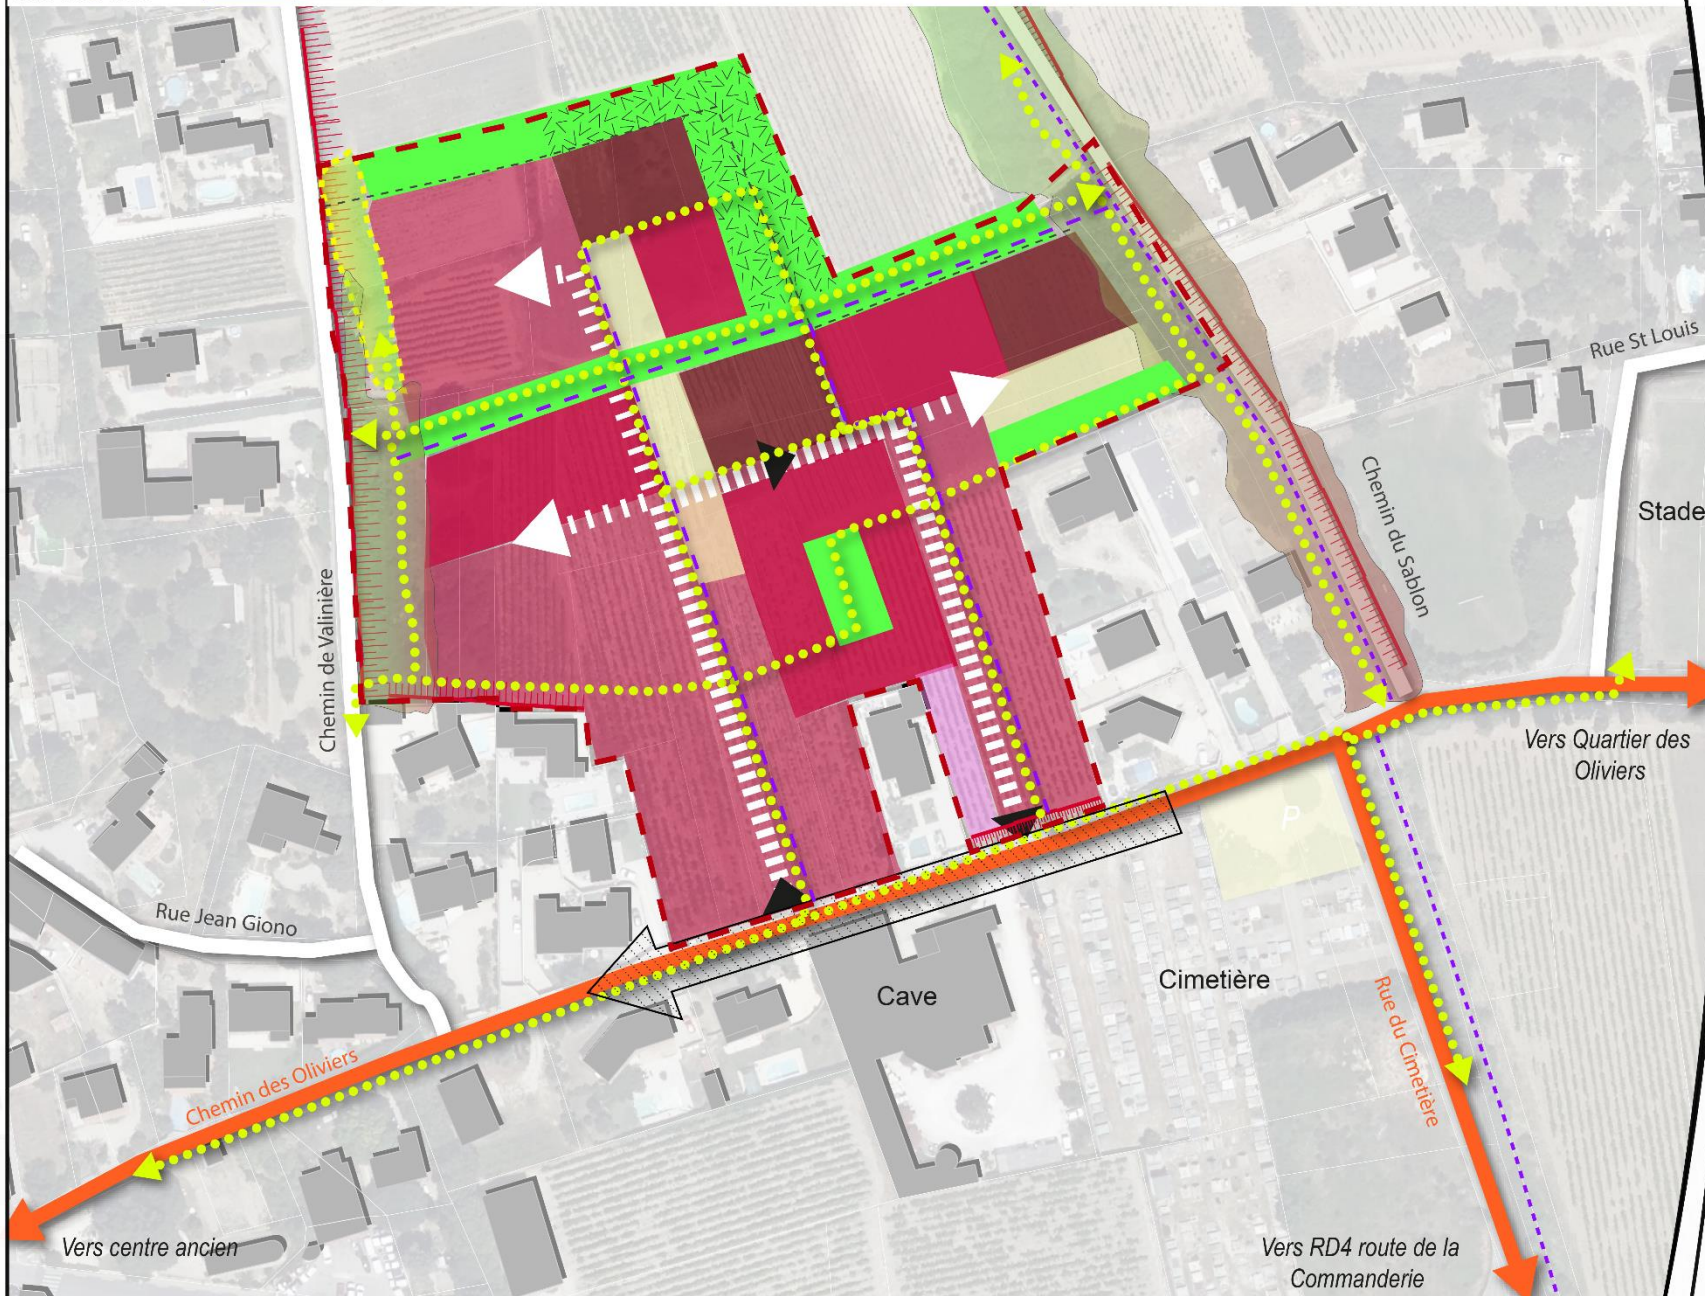 Rue St Louis
Stade
Chemin du Sablon
Chemin de Valinière
Vers Quartier des
Oliviers
P
Rue Jean Giono
Cave
Cimetière
Rue du Cimetière
Chemin des Oliviers
Vers centre ancien
Vers RD4 route de la
Commanderie